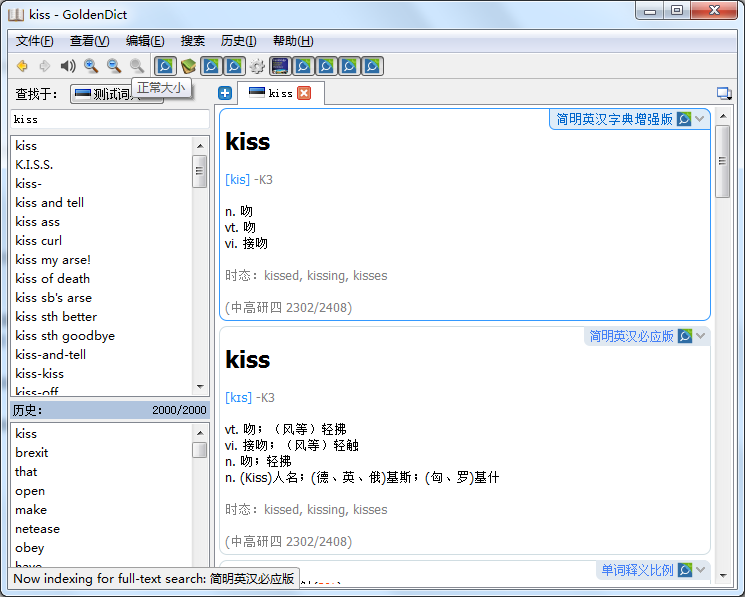 kiss - GoldenDict
文件(F) 查看(V) 编辑(E) 搜索 历史(I) 帮助(H)
正常大小
查找于: 测试词
kiss
kiss
K.I.S.S.
kiss-
kiss and tell
kiss ass
kiss curl
kiss my arse!
kiss of death
kiss sb's arse
kiss sth better
kiss sth goodbye
kiss-and-tell
kiss-kiss
kiss-off
历史: 2000/2000
kiss
brexit
that
open
make
netease
obey
have
Now indexing for full-text search: 简明英汉必应版
kiss
简明英汉字典增强版
kiss
[kis] -K3
n. 吻
vt. 吻
vi. 接吻
时态: kissed, kissing, kisses
(中高研四 2302/2408)
简明英汉必应版
kiss
[kɪs] -K3
vt. 吻；（风等）轻拂
vi. 接吻；（风等）轻触
n. 吻；轻拂
n. (Kiss)人名；(德、英、俄)基斯；(匈、罗)基什
时态: kissed, kissing, kisses
(中高研四 2302/2408)
单词释义比例